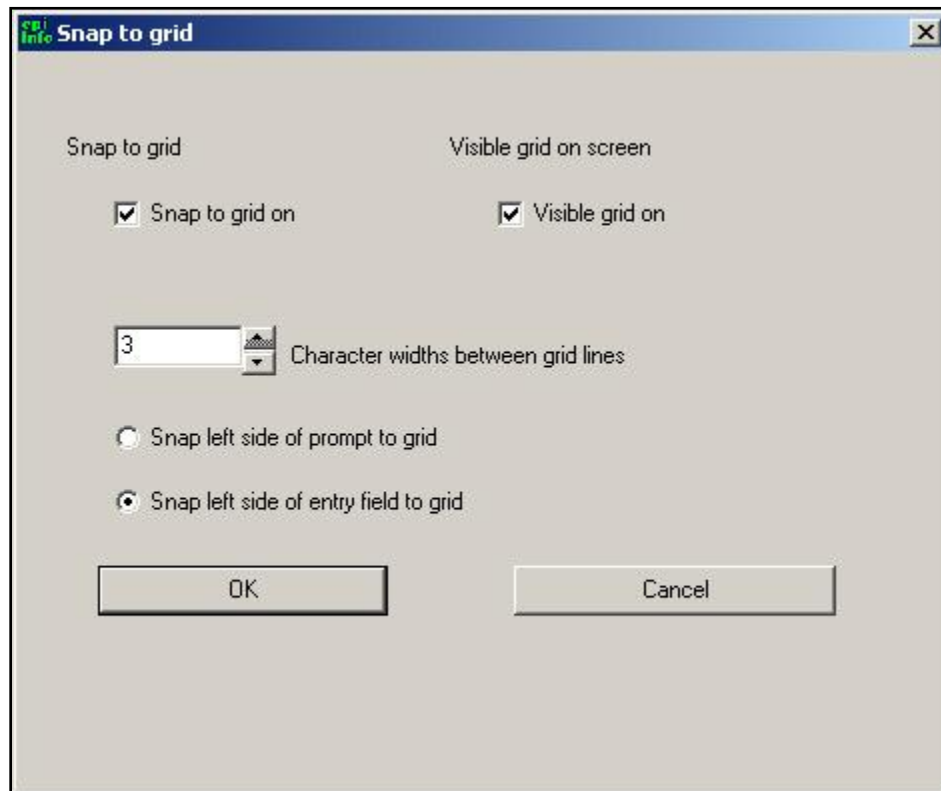 epi
info Snap to grid
Snap to grid Visible grid on screen
Snap to grid on Visible grid on
3 Character widths between grid lines
Snap left side of prompt to grid
Snap left side of entry field to grid
OK Cancel